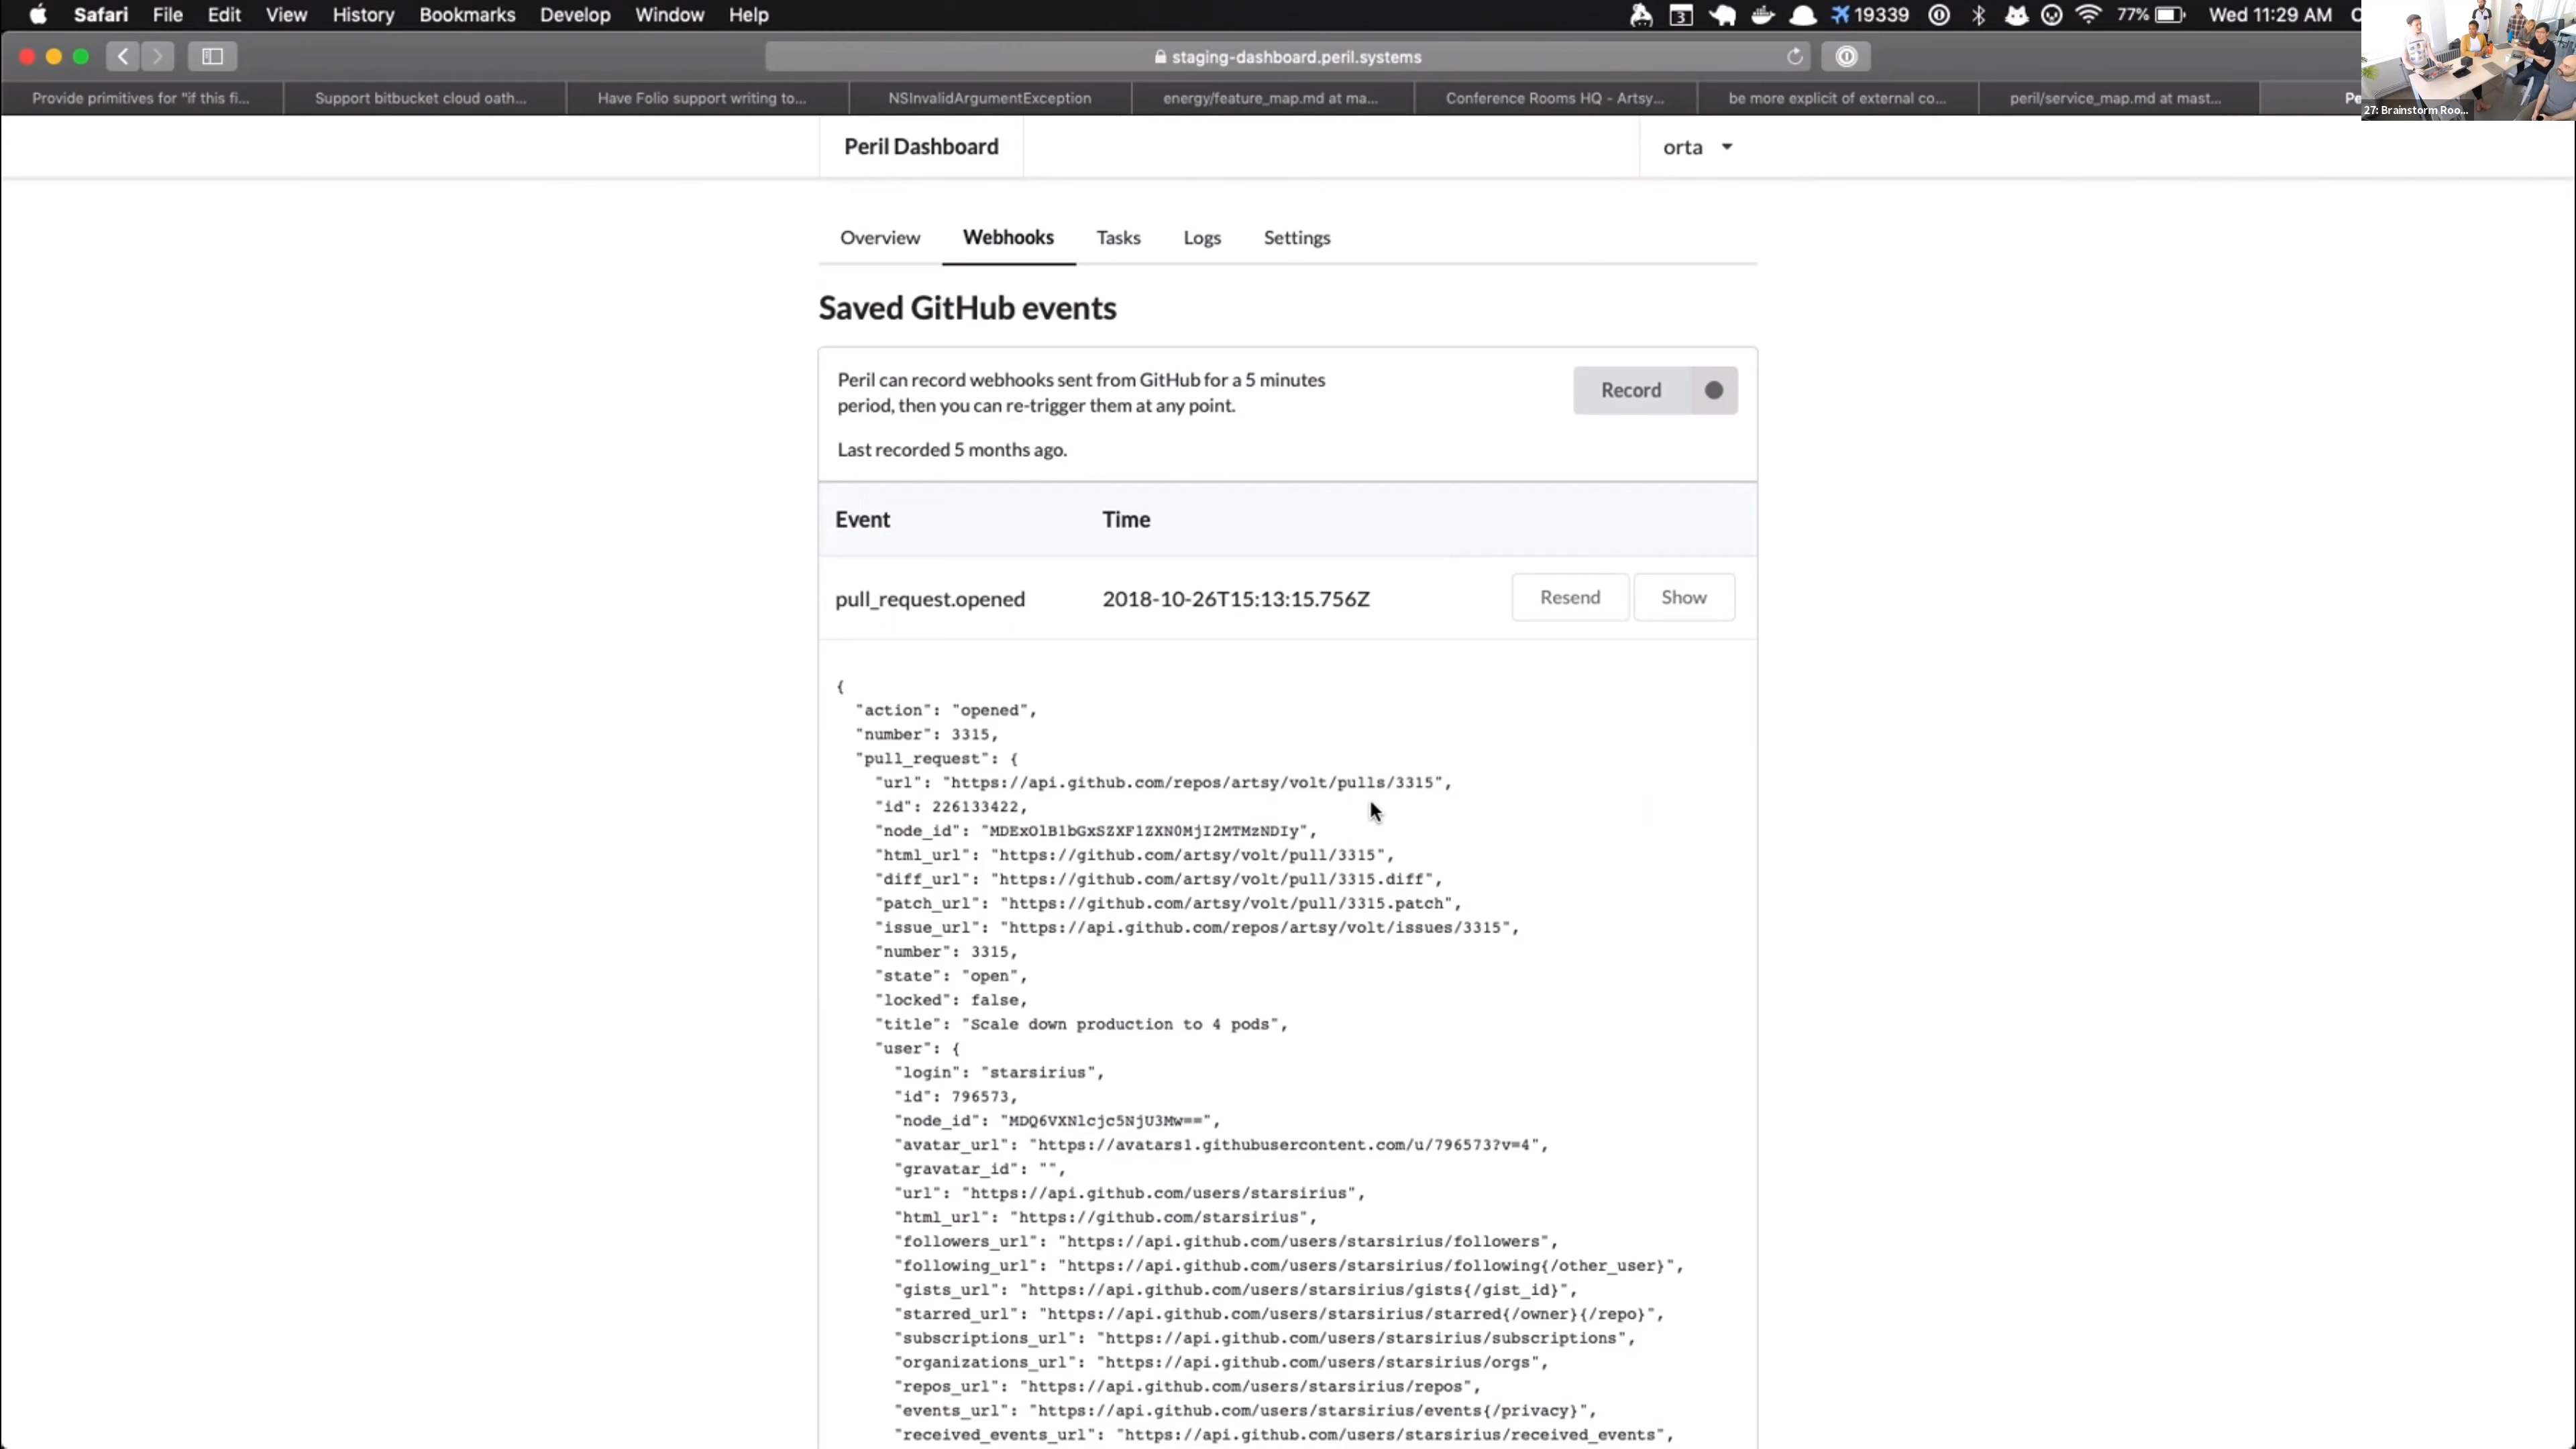 Safari File Edit View History Bookmarks Develop Window Help 3 19339 77% Wed 11:29 AM
staging-dashboard.peril.systems
Provide primitives for "if this fi... Support bitbucket cloud oath... Have Folio support writing to... NSInvalidArgumentException energy/feature_map.md at ma... Conference Rooms HQ - Artsy... be more explicit of external co... peril/service_map.md at mast... Pe
27: Brainstorm Roo...
Peril Dashboard orta
Overview Webhooks Tasks Logs Settings
Saved GitHub events
Peril can record webhooks sent from GitHub for a 5 minutes
period, then you can re-trigger them at any point.
Record
Last recorded 5 months ago.
Event Time
pull_request.opened 2018-10-26T15:13:15.756Z Resend Show
{
"action": "opened",
"number": 3315,
"pull_request": {
"url": "https://api.github.com/repos/artsy/volt/pulls/3315",
"id": 226133422,
"node_id": "MDExOlB1bGxSZXF1ZXN0MjI2MTMzNDIy",
"html_url": "https://github.com/artsy/volt/pull/3315",
"diff_url": "https://github.com/artsy/volt/pull/3315.diff",
"patch_url": "https://github.com/artsy/volt/pull/3315.patch",
"issue_url": "https://api.github.com/repos/artsy/volt/issues/3315",
"number": 3315,
"state": "open",
"locked": false,
"title": "Scale down production to 4 pods",
"user": {
"login": "starsirius",
"id": 796573,
"node_id": "MDQ6VXNlcjc5NjU3Mw==",
"avatar_url": "https://avatars1.githubusercontent.com/u/796573?v=4",
"gravatar_id": "",
"url": "https://api.github.com/users/starsirius",
"html_url": "https://github.com/starsirius",
"followers_url": "https://api.github.com/users/starsirius/followers",
"following_url": "https://api.github.com/users/starsirius/following{/other_user}",
"gists_url": "https://api.github.com/users/starsirius/gists{/gist_id}",
"starred_url": "https://api.github.com/users/starsirius/starred{/owner}{/repo}",
"subscriptions_url": "https://api.github.com/users/starsirius/subscriptions",
"organizations_url": "https://api.github.com/users/starsirius/orgs",
"repos_url": "https://api.github.com/users/starsirius/repos",
"events_url": "https://api.github.com/users/starsirius/events{/privacy}",
"received_events_url": "https://api.github.com/users/starsirius/received_events",